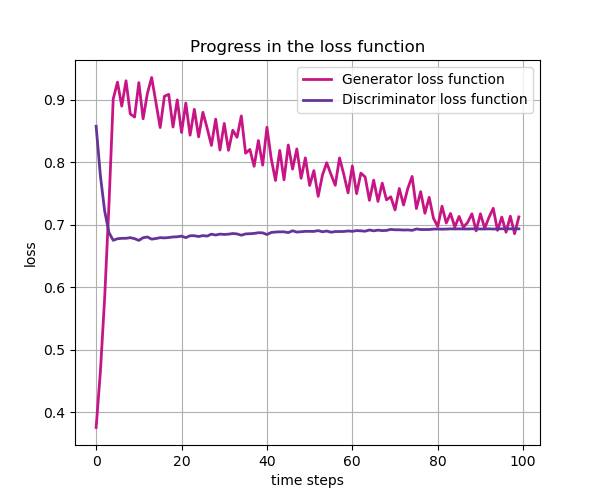 Progress in the loss function
Generator loss function
Discriminator loss function
0.9
0.8
0.7
0.6
0.5
0.4
loss
0 20 40 60 80 100
time steps